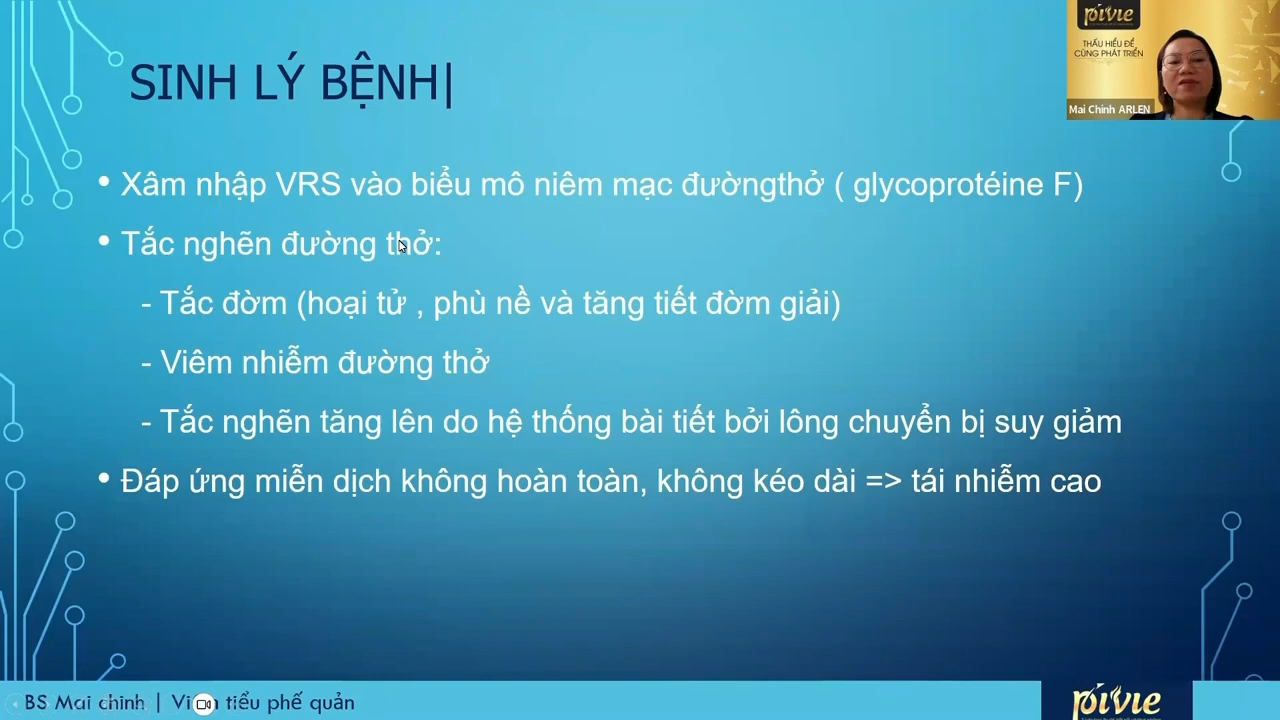 SINH LÝ BỆNH|
pivie
THẤU HIỂU ĐỂ
CÙNG PHÁT TRIỂN
Mai Chinh ARLEN
• Xâm nhập VRS vào biểu mô niêm mạc đườngthở ( glycoprotéine F)
• Tắc nghẽn đường thở:
- Tắc đờm (hoại tử , phù nề và tăng tiết đờm giải)
- Viêm nhiễm đường thở
- Tắc nghẽn tăng lên do hệ thống bài tiết bởi lông chuyển bị suy giảm
• Đáp ứng miễn dịch không hoàn toàn, không kéo dài => tái nhiễm cao
BS Mai chinh | tiểu phế quản
pivie